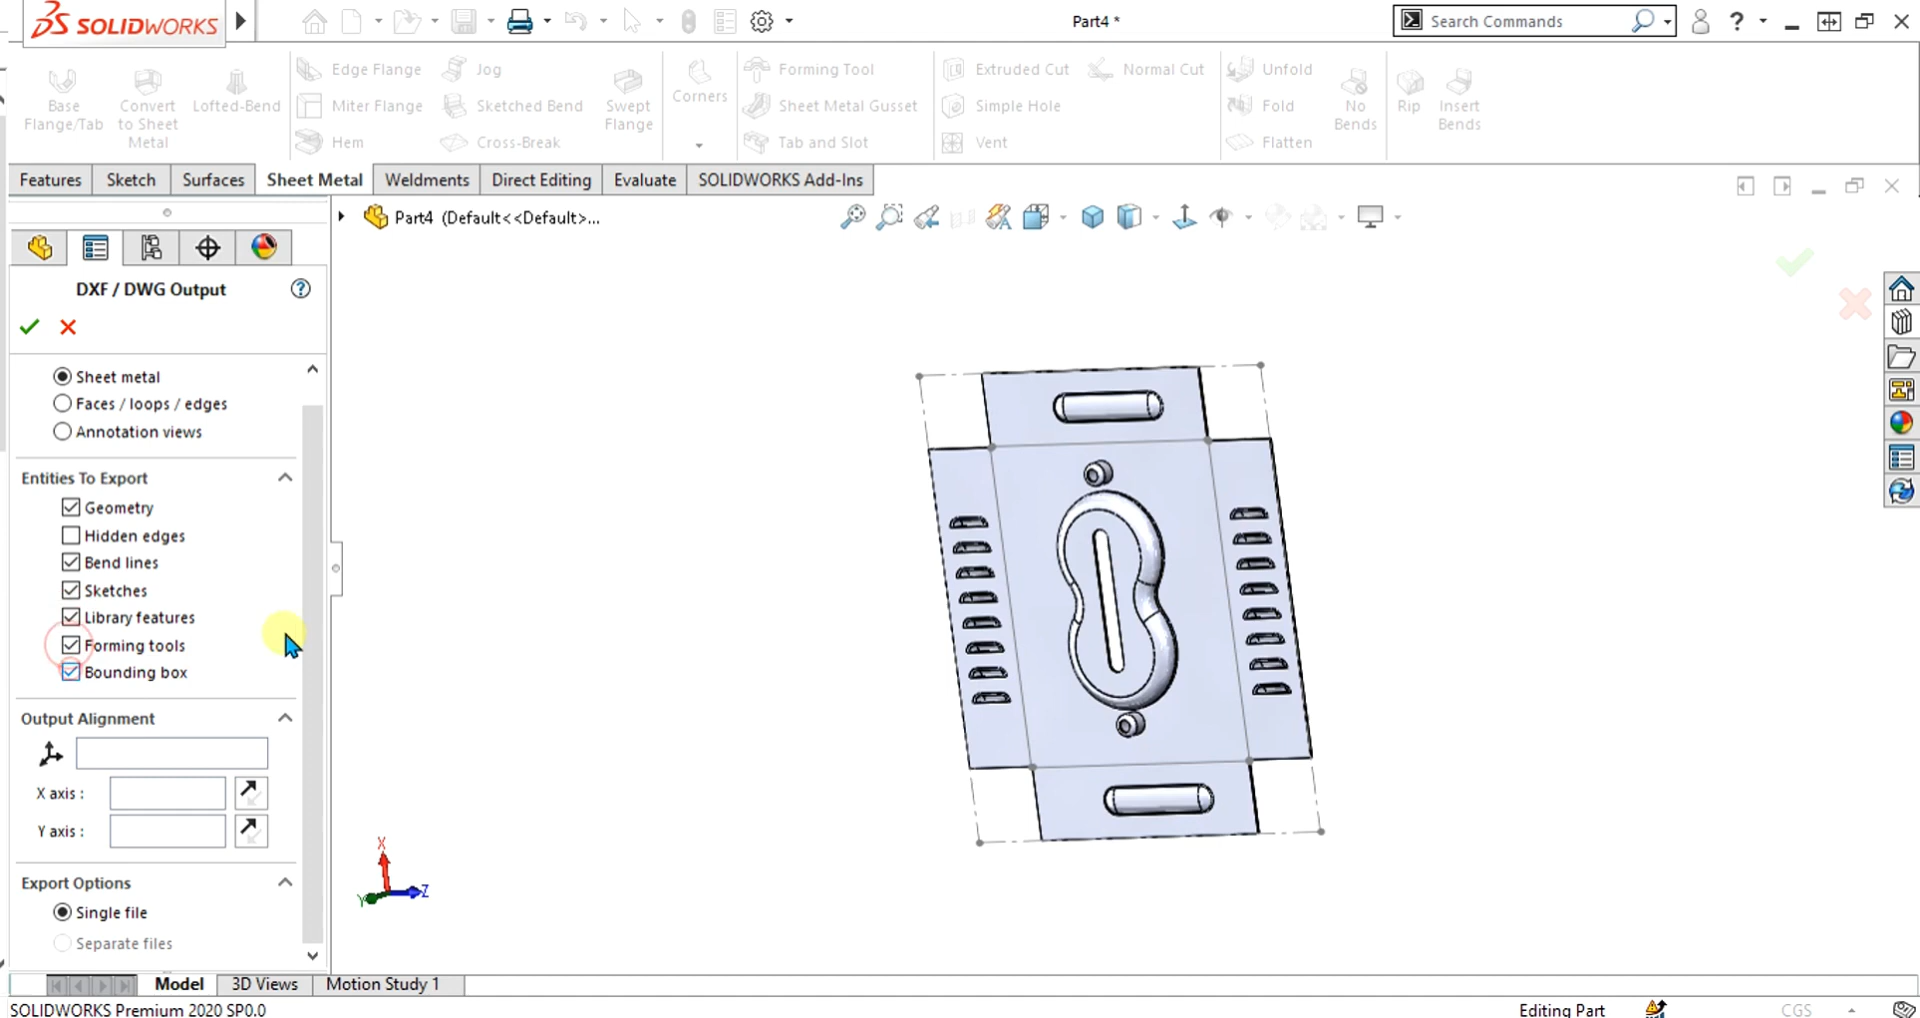 SOLIDWORKS
Part4 *
Search Commands
?
Base Flange/Tab
Convert to Sheet Metal
Lofted-Bend
Edge Flange
Miter Flange
Hem
Jog
Sketched Bend
Cross-Break
Swept Flange
Corners
Forming Tool
Sheet Metal Gusset
Tab and Slot
Extruded Cut
Simple Hole
Vent
Normal Cut
Unfold
Fold
Flatten
No Bends
Rip
Insert Bends
Features
Sketch
Surfaces
Sheet Metal
Weldments
Direct Editing
Evaluate
SOLIDWORKS Add-Ins
Part4 (Default<<Default>...
DXF / DWG Output
?
Sheet metal
Faces / loops / edges
Annotation views
Entities To Export
Geometry
Hidden edges
Bend lines
Sketches
Library features
Forming tools
Bounding box
Output Alignment
X axis :
Y axis :
Export Options
Single file
Separate files
X
Y
Z
Model
3D Views
Motion Study 1
SOLIDWORKS Premium 2020 SP0.0
Editing Part
CGS